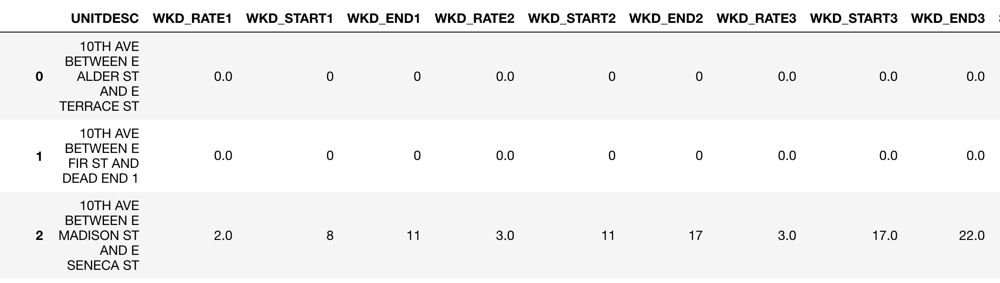 UNITDESC WKD_RATE1 WKD_START1 WKD_END1 WKD_RATE2 WKD_START2 WKD_END2 WKD_RATE3 WKD_START3 WKD_END3
10TH AVE
BETWEEN E
0 ALDER ST 0.0 0 0 0.0 0 0 0.0 0.0 0.0
AND E
TERRACE ST
10TH AVE
BETWEEN E
1 0.0 0 0 0.0 0 0 0.0 0.0 0.0
FIR ST AND
DEAD END 1
10TH AVE
BETWEEN E
2 MADISON ST 2.0 8 11 3.0 11 17 3.0 17.0 22.0
AND E
SENECA ST